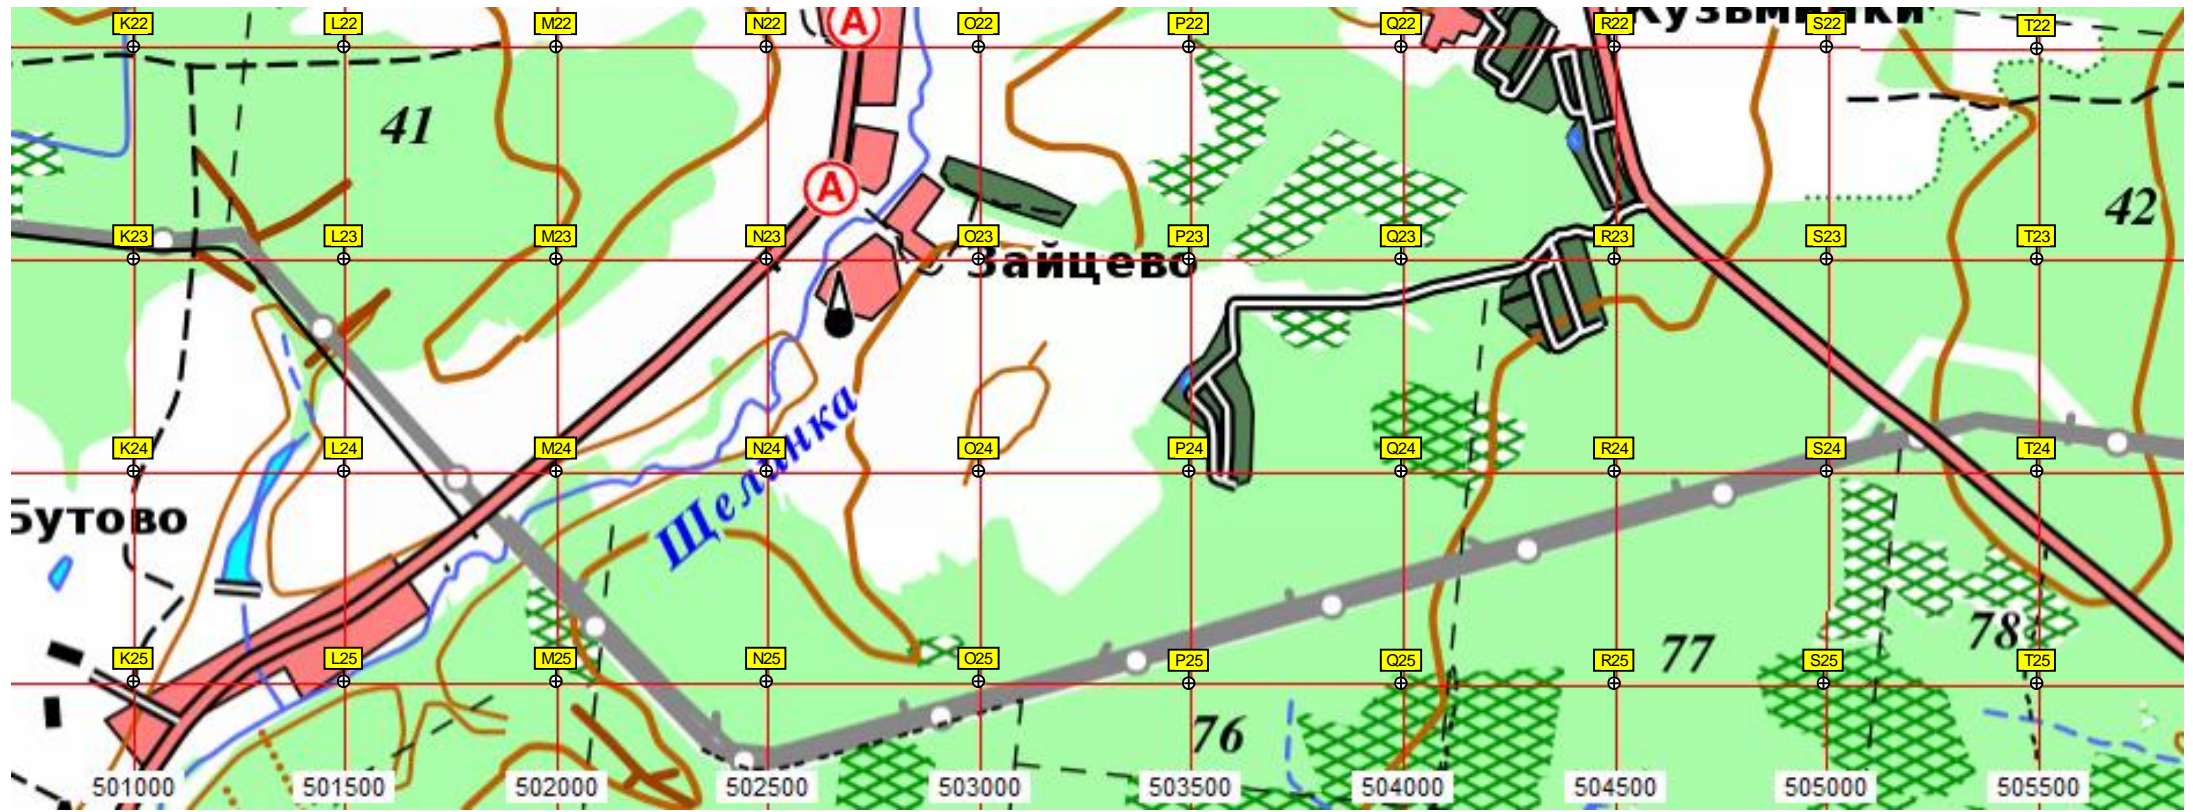 K22 L22 M22 N22 A O22 P22 Q22 R22 Кузьминки S22 T22
41
A
42
K23 L23 M23 N23 O23 P23 Q23 R23 S23 T23
Зайцево
K24 L24 M24 N24 O24 P24 Q24 R24 S24 T24
Щелинка
Бутово
77
78
K25 L25 M25 N25 O25 P25 Q25 R25 S25 T25
76
501000 501500 502000 502500 503000 503500 504000 504500 505000 505500